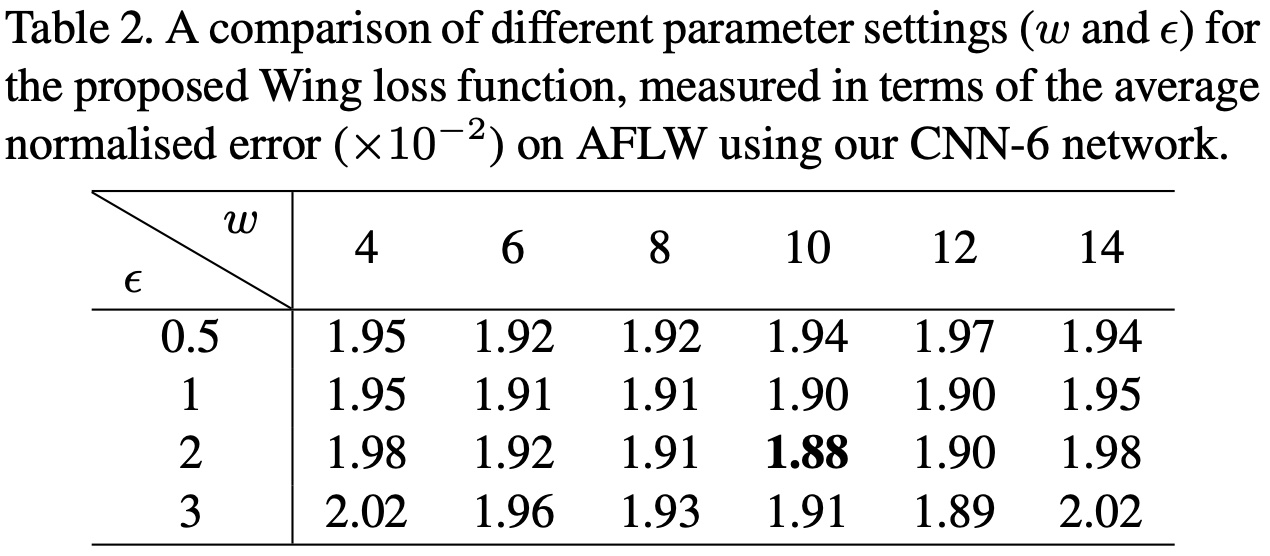 Table 2. A comparison of different parameter settings (w and ϵ) for
the proposed Wing loss function, measured in terms of the average
normalised error (×10⁻²) on AFLW using our CNN-6 network.
w
ϵ
4 6 8 10 12 14
0.5 1.95 1.92 1.92 1.94 1.97 1.94
1 1.95 1.91 1.91 1.90 1.90 1.95
2 1.98 1.92 1.91 1.88 1.90 1.98
3 2.02 1.96 1.93 1.91 1.89 2.02